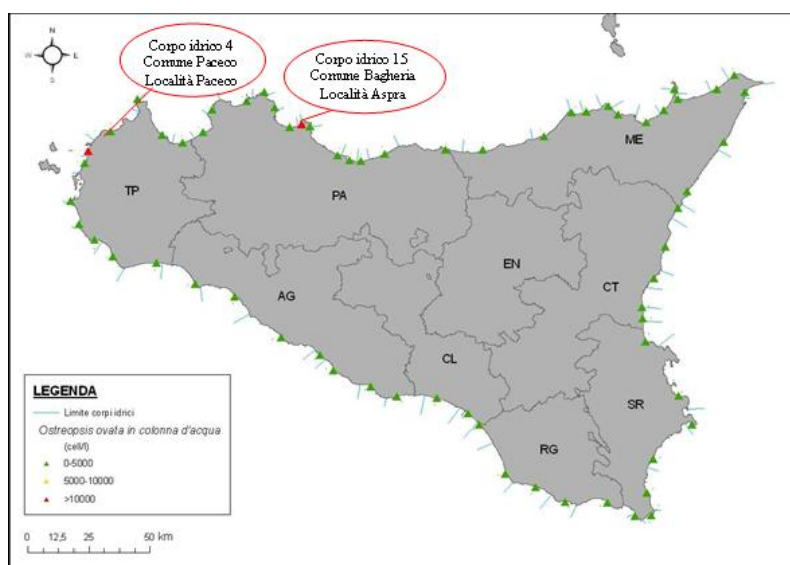 Corpo idrico 4
Comune Paceco
Località Paceco
Corpo idrico 15
Comune Bagheria
Località Aspra
N
W
E
S
ME
TP
PA
EN
AG
CT
CL
SR
RG
LEGENDA
Limite corpi idrici
Ostreopsis ovata in colonna d'acqua
(cell/l)
0-5000
5000-10000
>10000
0 12,5 25 50 km